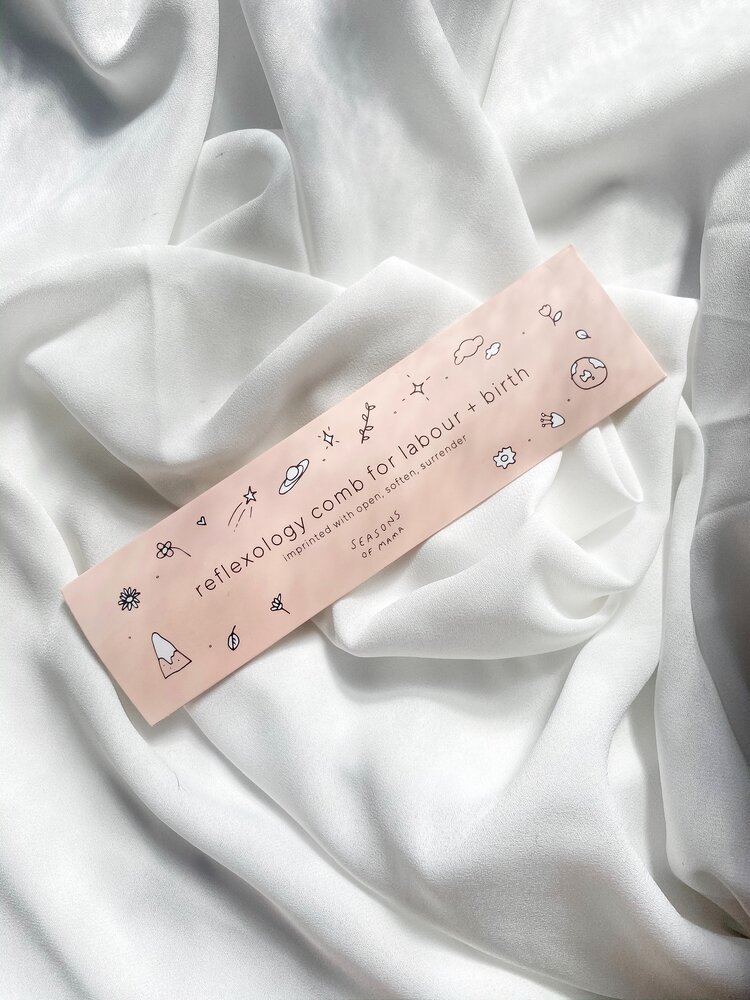 reflexology comb for labour + birth
imprinted with open, soften, surrender
SEASONS
OF MAMA